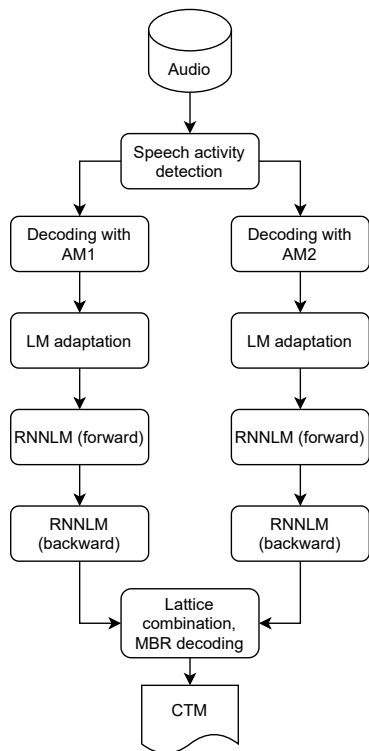 Audio
Speech activity
detection
Decoding with
AM1
Decoding with
AM2
LM adaptation
LM adaptation
RNNLM (forward)
RNNLM (forward)
RNNLM
(backward)
RNNLM
(backward)
Lattice
combination,
MBR decoding
CTM